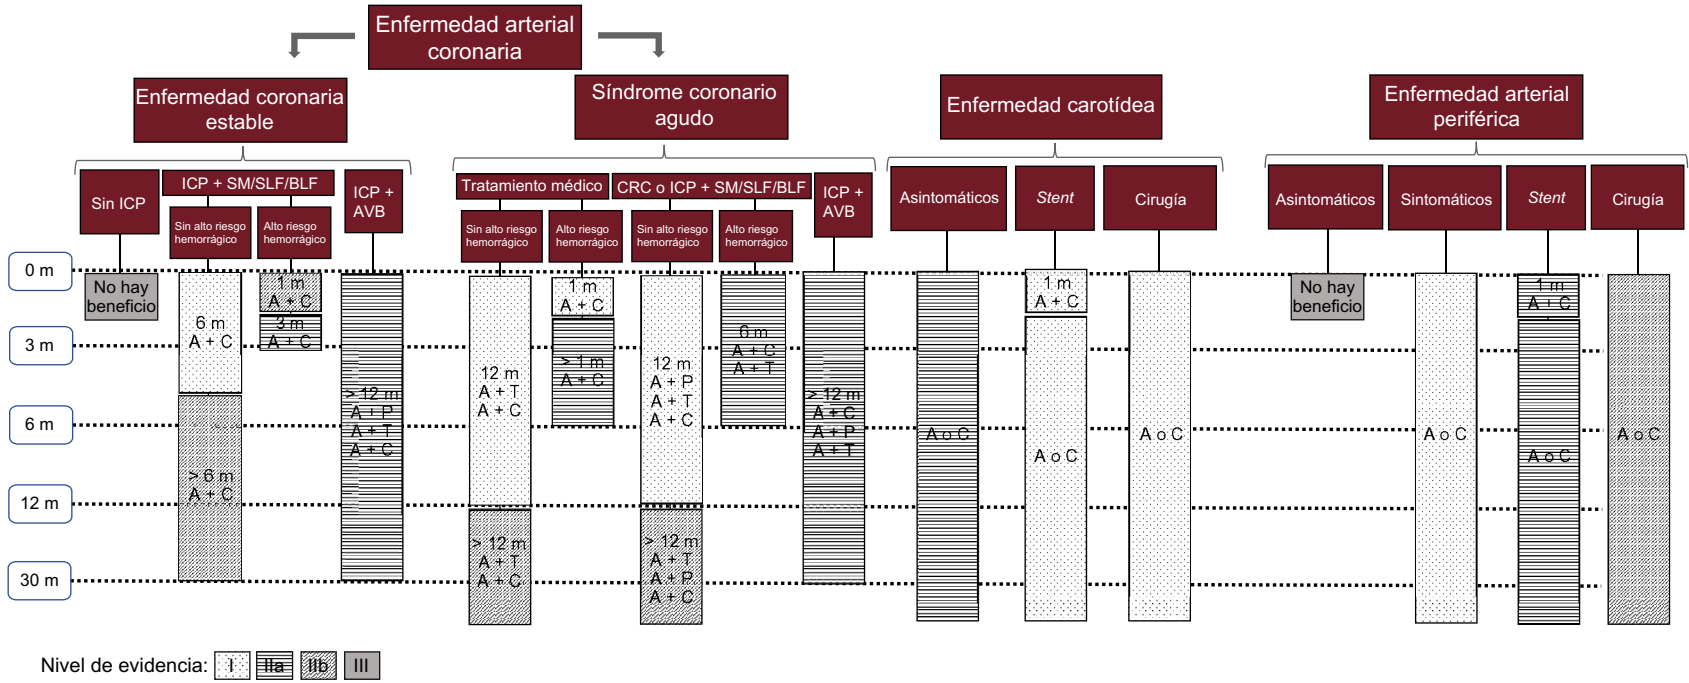 Enfermedad arterial
coronaria
Enfermedad coronaria
estable
Síndrome coronario
agudo
Enfermedad carotídea
Enfermedad arterial
periférica
Sin ICP
ICP + SM/SLF/BLF
Sin alto riesgo
hemorrágico
Alto riesgo
hemorrágico
ICP +
AVB
Tratamiento médico
Sin alto riesgo
hemorrágico
Alto riesgo
hemorrágico
CRC o ICP + SM/SLF/BLF
Sin alto riesgo
hemorrágico
Alto riesgo
hemorrágico
ICP +
AVB
Asintomáticos
Stent
Cirugía
Asintomáticos
Sintomáticos
Stent
Cirugía
0 m
3 m
6 m
12 m
30 m
No hay
beneficio
6 m
A + C
> 6 m
A + C
1 m
A + C
3 m
A + C
> 12 m
A + P
A + T
A + C
12 m
A + T
A + C
> 12 m
A + T
A + C
1 m
A + C
> 1 m
A + C
12 m
A + P
A + T
A + C
> 12 m
A + T
A + P
A + C
6 m
A + C
A + T
> 12 m
A + C
A + P
A + T
A o C
1 m
A + C
A o C
A o C
No hay
beneficio
A o C
1 m
A + C
A o C
A o C
Nivel de evidencia: I IIa IIb III